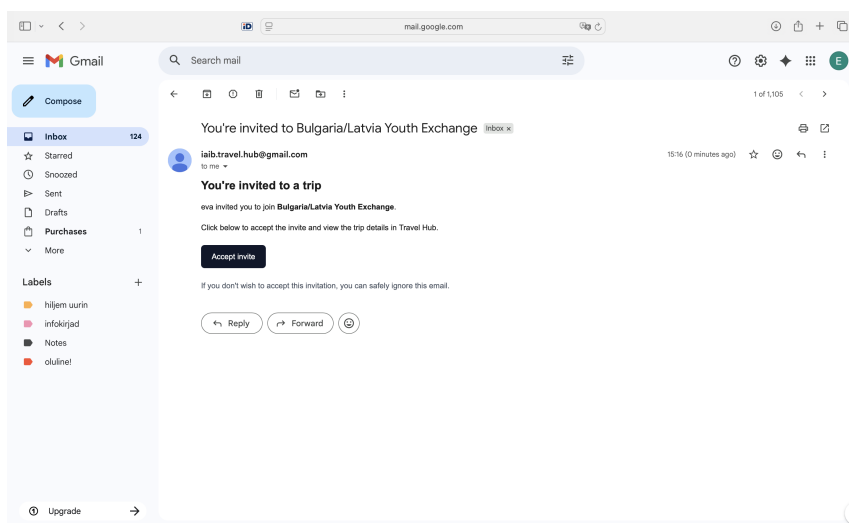 mail.google.com
Gmail
Search mail
E
Compose
1 of 1,105
You're invited to Bulgaria/Latvia Youth Exchange Inbox x
Inbox 124
iaib.travel.hub@gmail.com 15:16 (0 minutes ago)
to me
Starred
Snoozed
Sent
Drafts
Purchases 1
More
You're invited to a trip
eva invited you to join Bulgaria/Latvia Youth Exchange.
Click below to accept the invite and view the trip details in Travel Hub.
Accept invite
If you don't wish to accept this invitation, you can safely ignore this email.
Reply Forward
Labels
hiljem uurin
infokirjad
Notes
oluline!
Upgrade